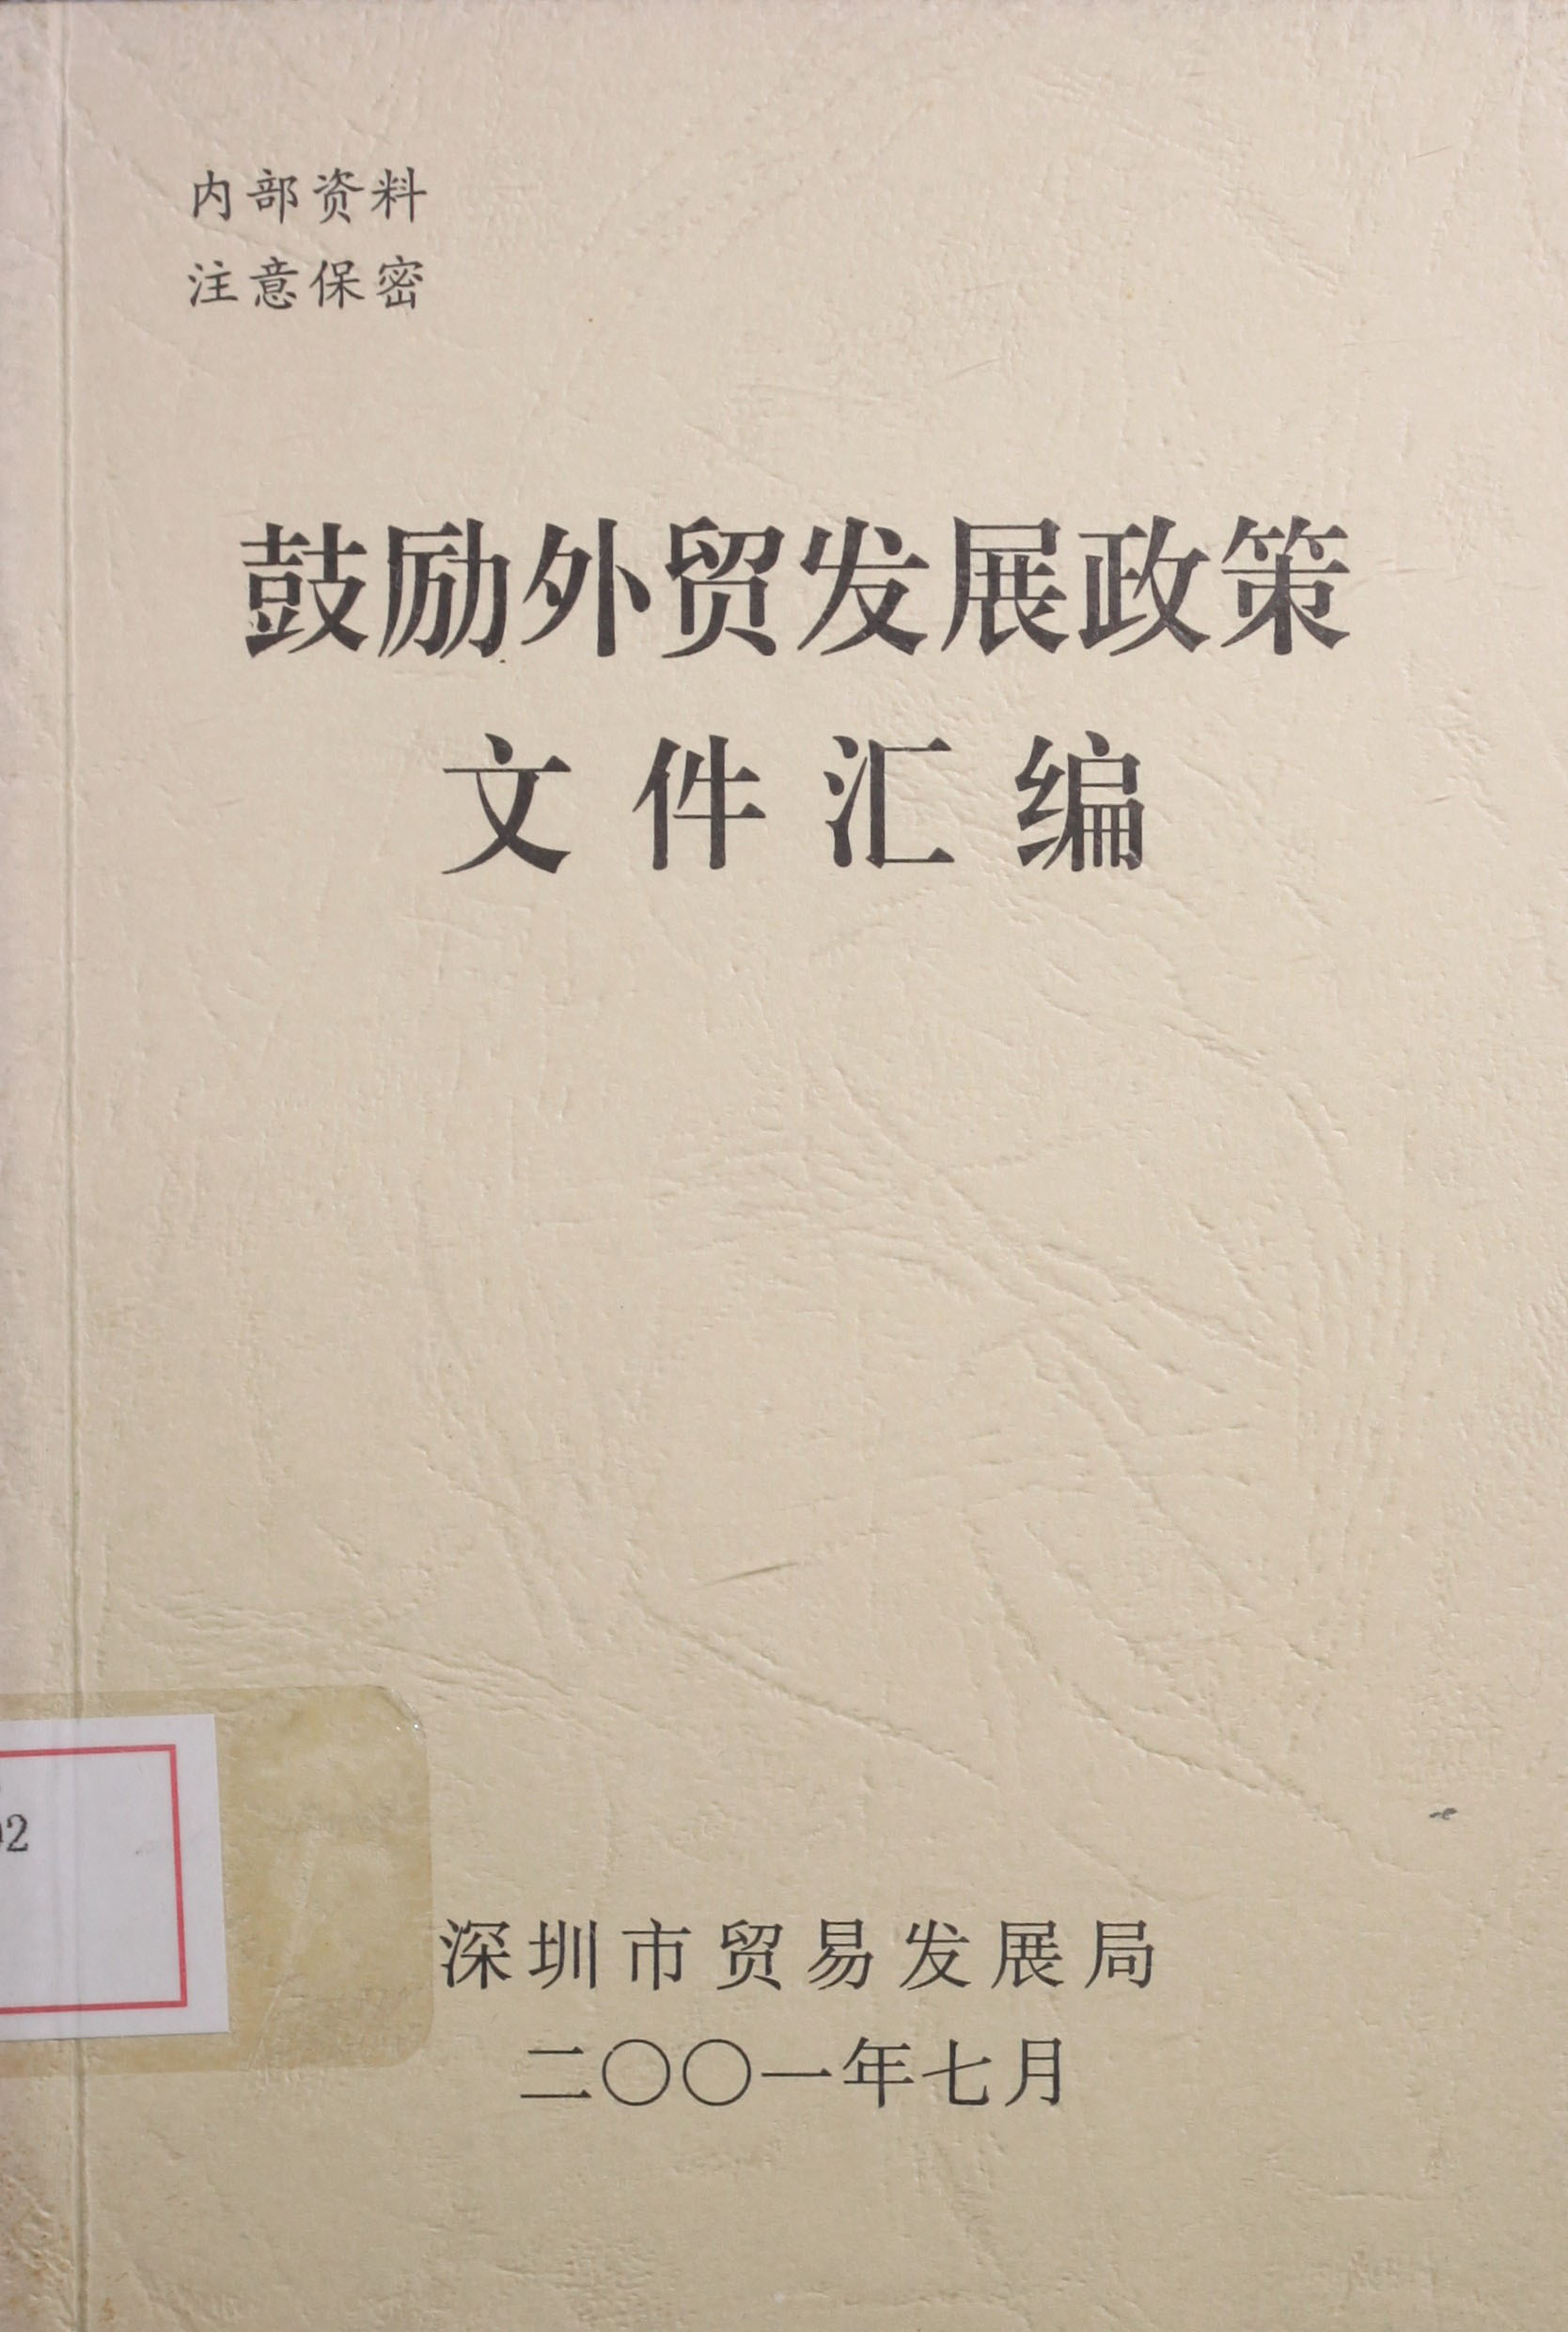 内部资料
注意保密
鼓励外贸发展政策
文件汇编
02
深圳市贸易发展局
二〇〇一年七月